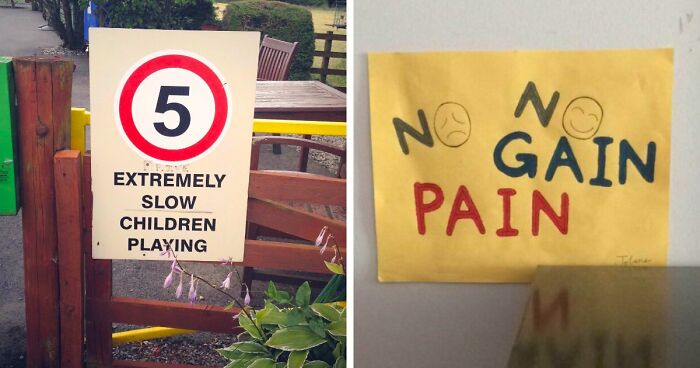 5
EXTREMELY
SLOW
CHILDREN
PLAYING
NO NO
GAIN
PAIN